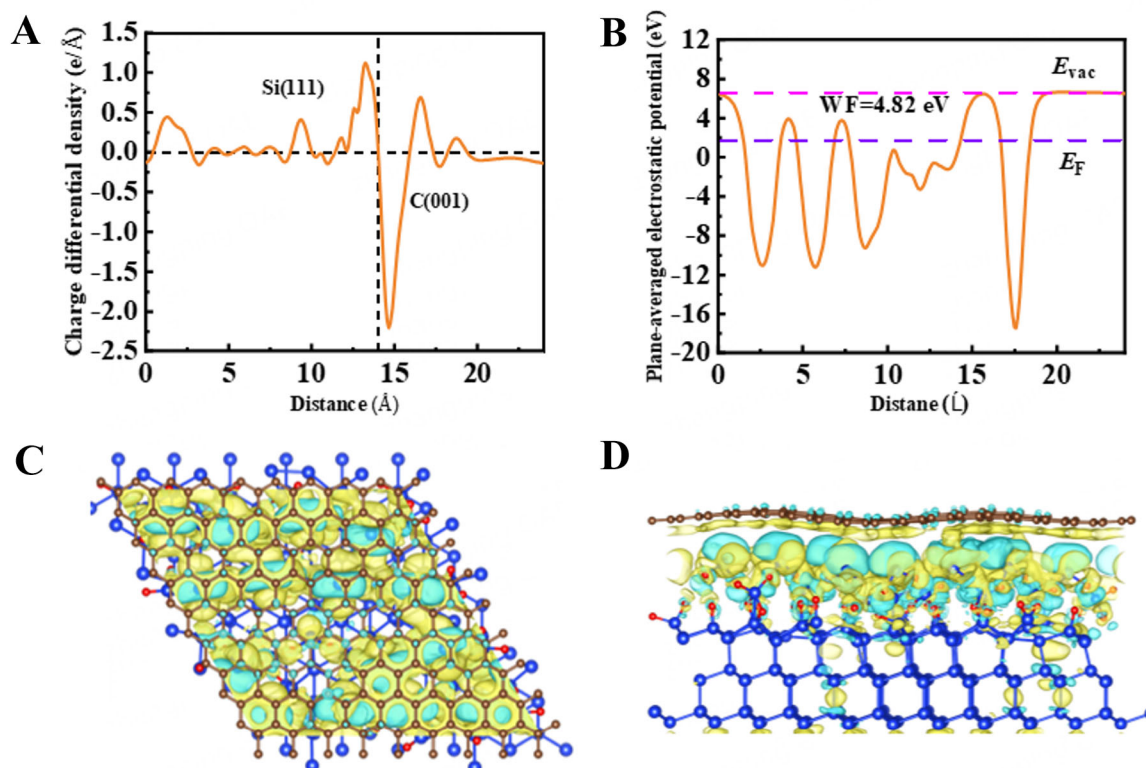 A
Charge differential density (e/Å)
1.5
1.0
0.5
0.0
-0.5
-1.0
-1.5
-2.0
-2.5
Si(111)
C(001)
0
5
10
15
20
Distance (Å)
B
Plane-averaged electrostatic potential (eV)
12
8
4
0
-4
-8
-12
-16
-20
Evac
WF=4.82 eV
EF
0
5
10
15
20
Distane (Ĺ)
C
D